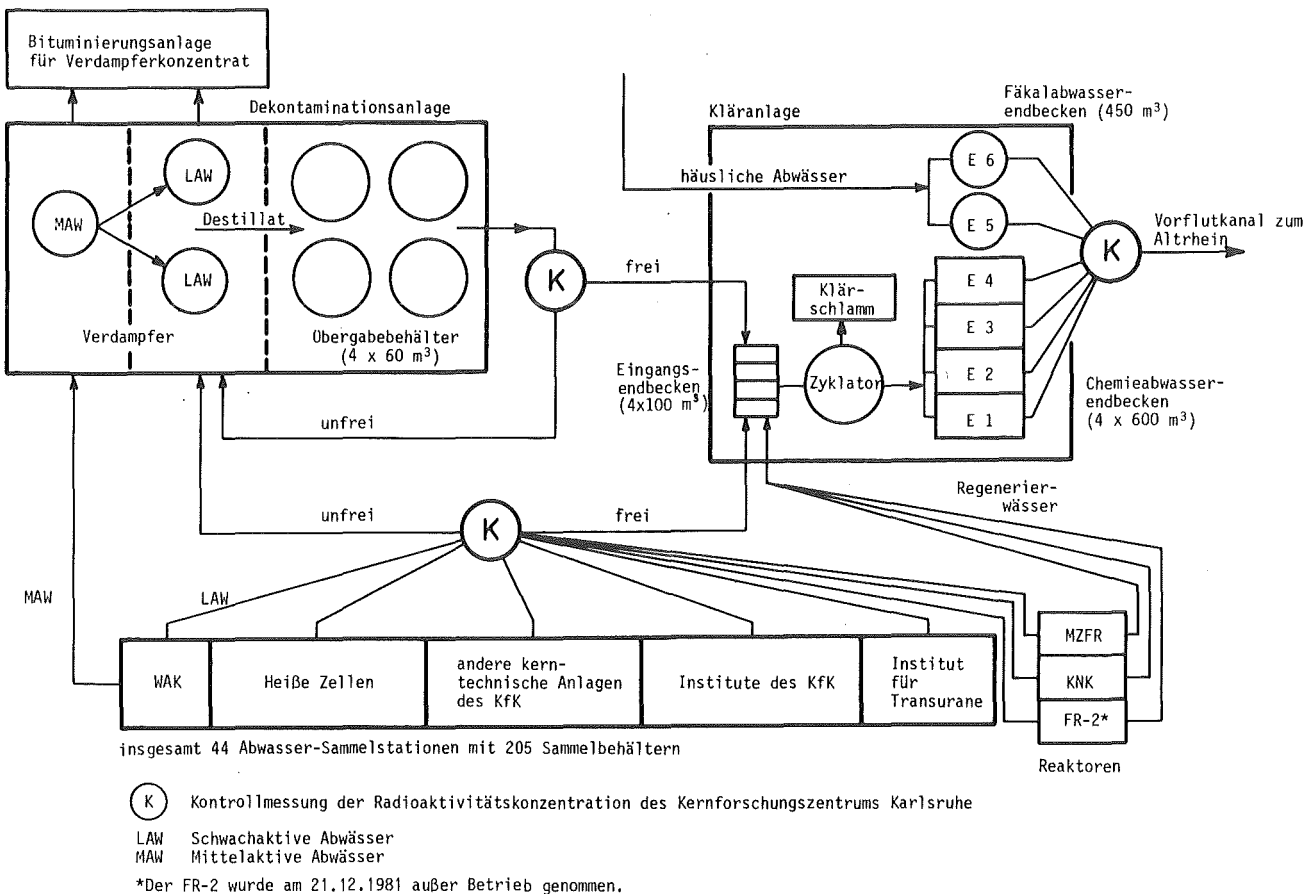 Bituminierungsanlage
für Verdampferkonzentrat
Dekontaminationsanlage
MAW
LAW
LAW
Destillat
Verdampfer
Übergabebehälter
(4 x 60 m³)
K
frei
unfrei
Kläranlage
Fäkalabwasser-
endbecken (450 m³)
häusliche Abwässer
E 6
E 5
K
Vorflutkanal zum
Altrhein
Klär-
schlamm
E 4
E 3
E 2
E 1
Eingangs-
endbecken
(4x100 m³)
Zyklator
Chemieabwasser-
endbecken
(4 x 600 m³)
Regenerier-
wässer
unfrei
K
frei
MAW
LAW
WAK
Heiße Zellen
andere kern-
technische Anlagen
des KfK
Institute des KfK
Institut
für
Transurane
MZFR
KNK
FR-2*
Reaktoren
insgesamt 44 Abwasser-Sammelstationen mit 205 Sammelbehältern
K Kontrollmessung der Radioaktivitätskonzentration des Kernforschungszentrums Karlsruhe
LAW Schwachaktive Abwässer
MAW Mittelaktive Abwässer
*Der FR-2 wurde am 21.12.1981 außer Betrieb genommen.